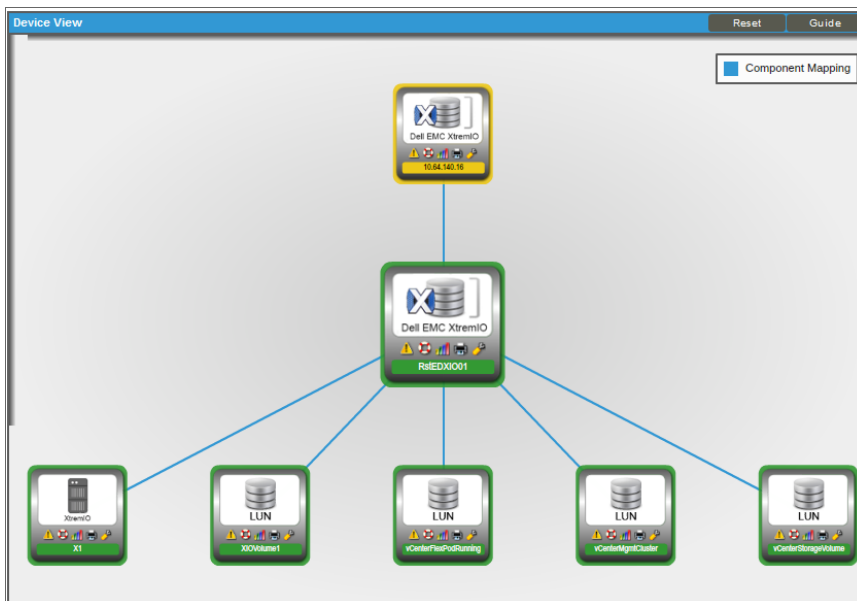 Device View
Reset
Guide
Component Mapping
X
Dell EMC XtremIO
10.64.140.16
X
Dell EMC XtremIO
RstEDXIO01
XtremIO
X1
LUN
XIOVolume1
LUN
vCenterFlexPodRunning
LUN
vCenterMgmtCluster
LUN
vCenterStorageVolume